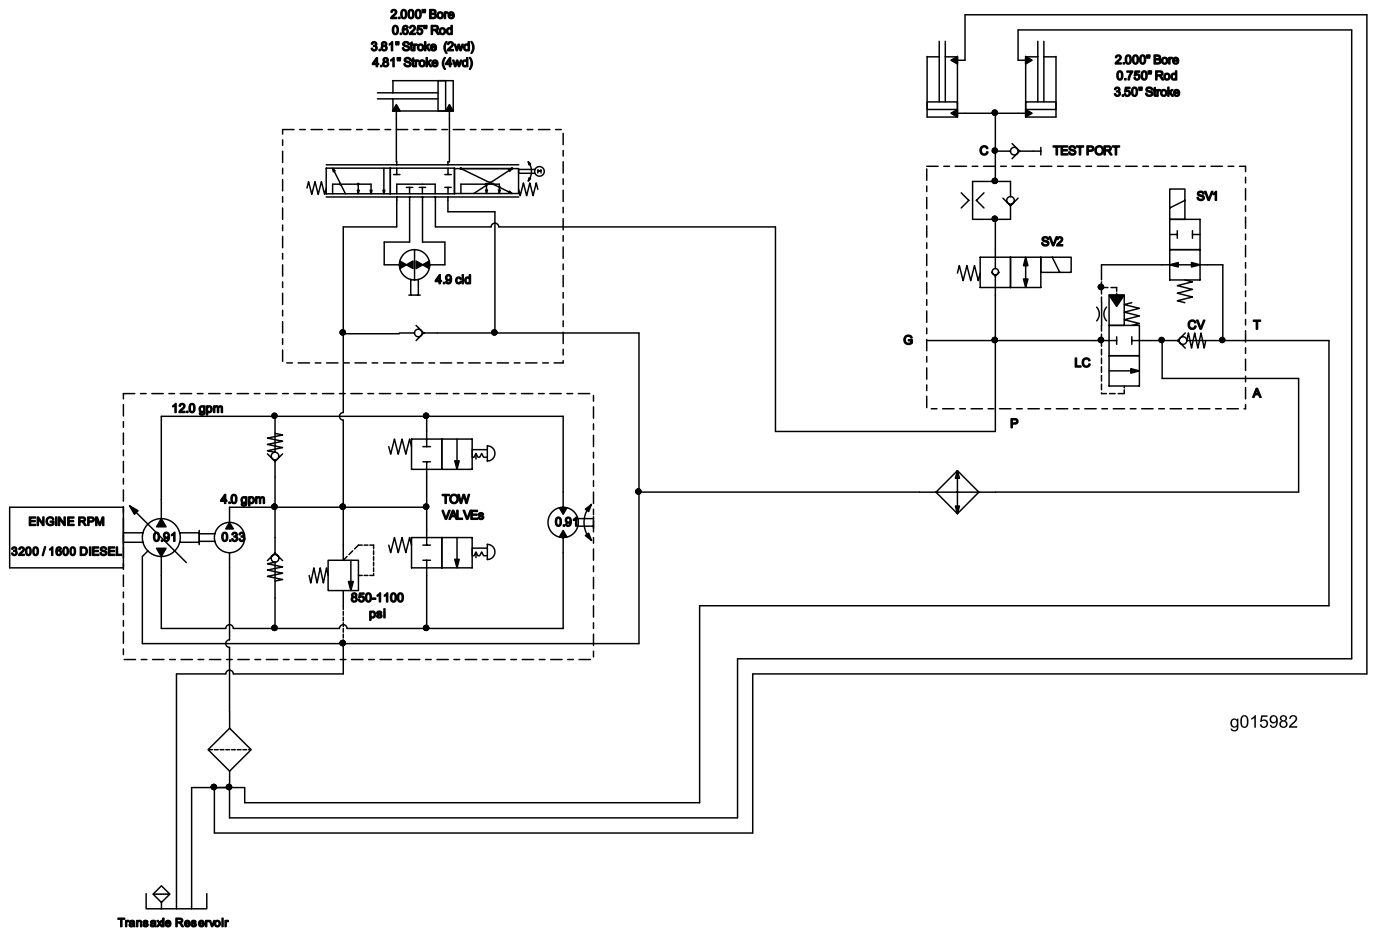 2.000" Bore
0.625" Rod
3.81" Stroke (2wd)
4.81" Stroke (4wd)
2.000" Bore
0.750" Rod
3.50" Stroke
C
TEST PORT
SV1
SV2
4.9 cid
M
G
CV
T
LC
A
P
12.0 gpm
4.0 gpm
TOW
VALVEs
ENGINE RPM
3200 / 1600 DIESEL
0.91
0.33
0.91
850-1100
psi
g015982
Transaxle Reservoir